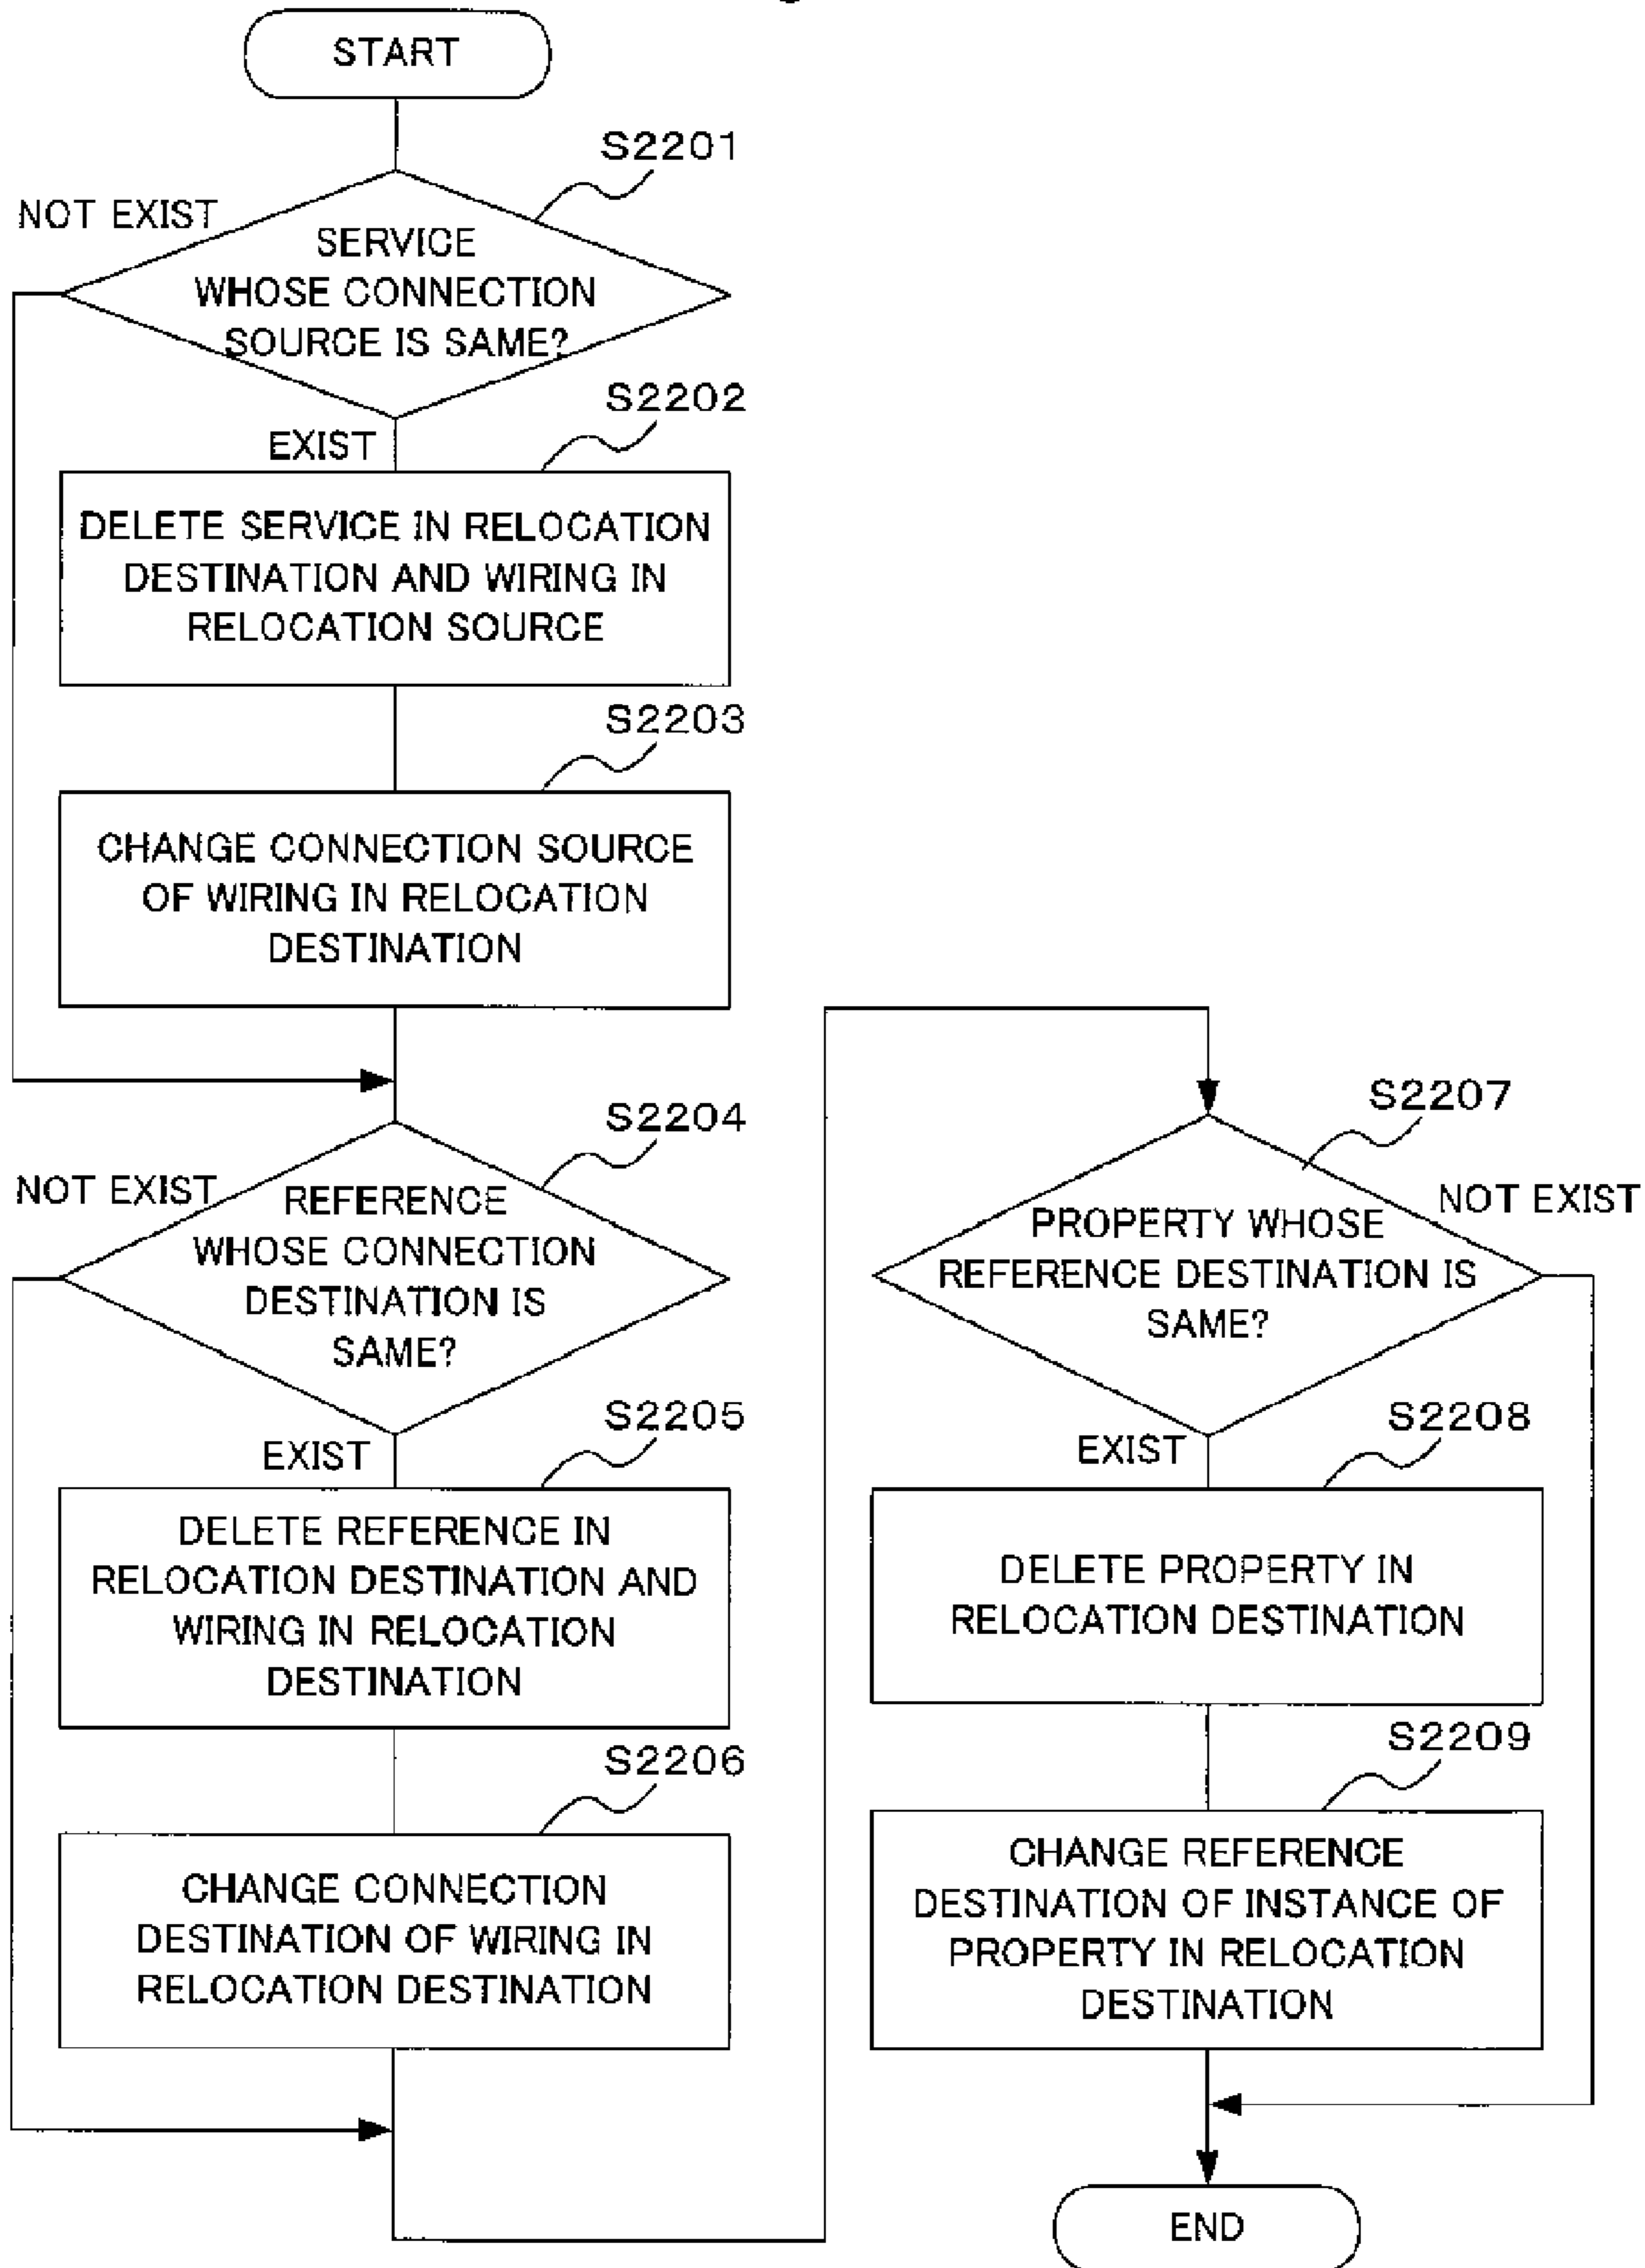 START
S2201
NOT EXIST
SERVICE
WHOSE CONNECTION
SOURCE IS SAME?
S2202
EXIST
DELETE SERVICE IN RELOCATION
DESTINATION AND WIRING IN
RELOCATION SOURCE
S2203
CHANGE CONNECTION SOURCE
OF WIRING IN RELOCATION
DESTINATION
S2204
NOT EXIST
REFERENCE
WHOSE CONNECTION
DESTINATION IS
SAME?
S2205
EXIST
DELETE REFERENCE IN
RELOCATION DESTINATION AND
WIRING IN RELOCATION
DESTINATION
S2206
CHANGE CONNECTION
DESTINATION OF WIRING IN
RELOCATION DESTINATION
S2207
NOT EXIST
PROPERTY WHOSE
REFERENCE DESTINATION IS
SAME?
S2208
EXIST
DELETE PROPERTY IN
RELOCATION DESTINATION
S2209
CHANGE REFERENCE
DESTINATION OF INSTANCE OF
PROPERTY IN RELOCATION
DESTINATION
END